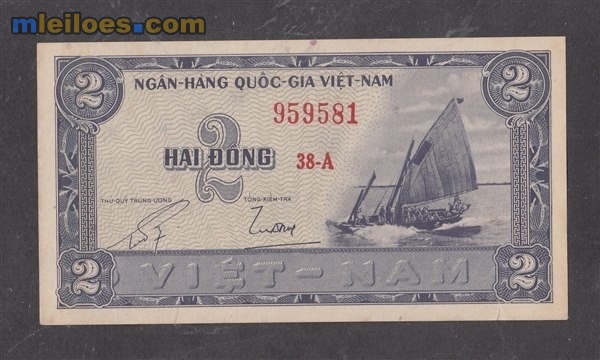 mleiloes.com
2 2
NGÂN-HÀNG QUỐC-GIA VIỆT-NAM
959581
2
HAI ĐỒNG 38-A
THỦ QUỸ TRUNG ƯƠNG TỔNG KIỂM TRA
2 VIỆT-NAM 2